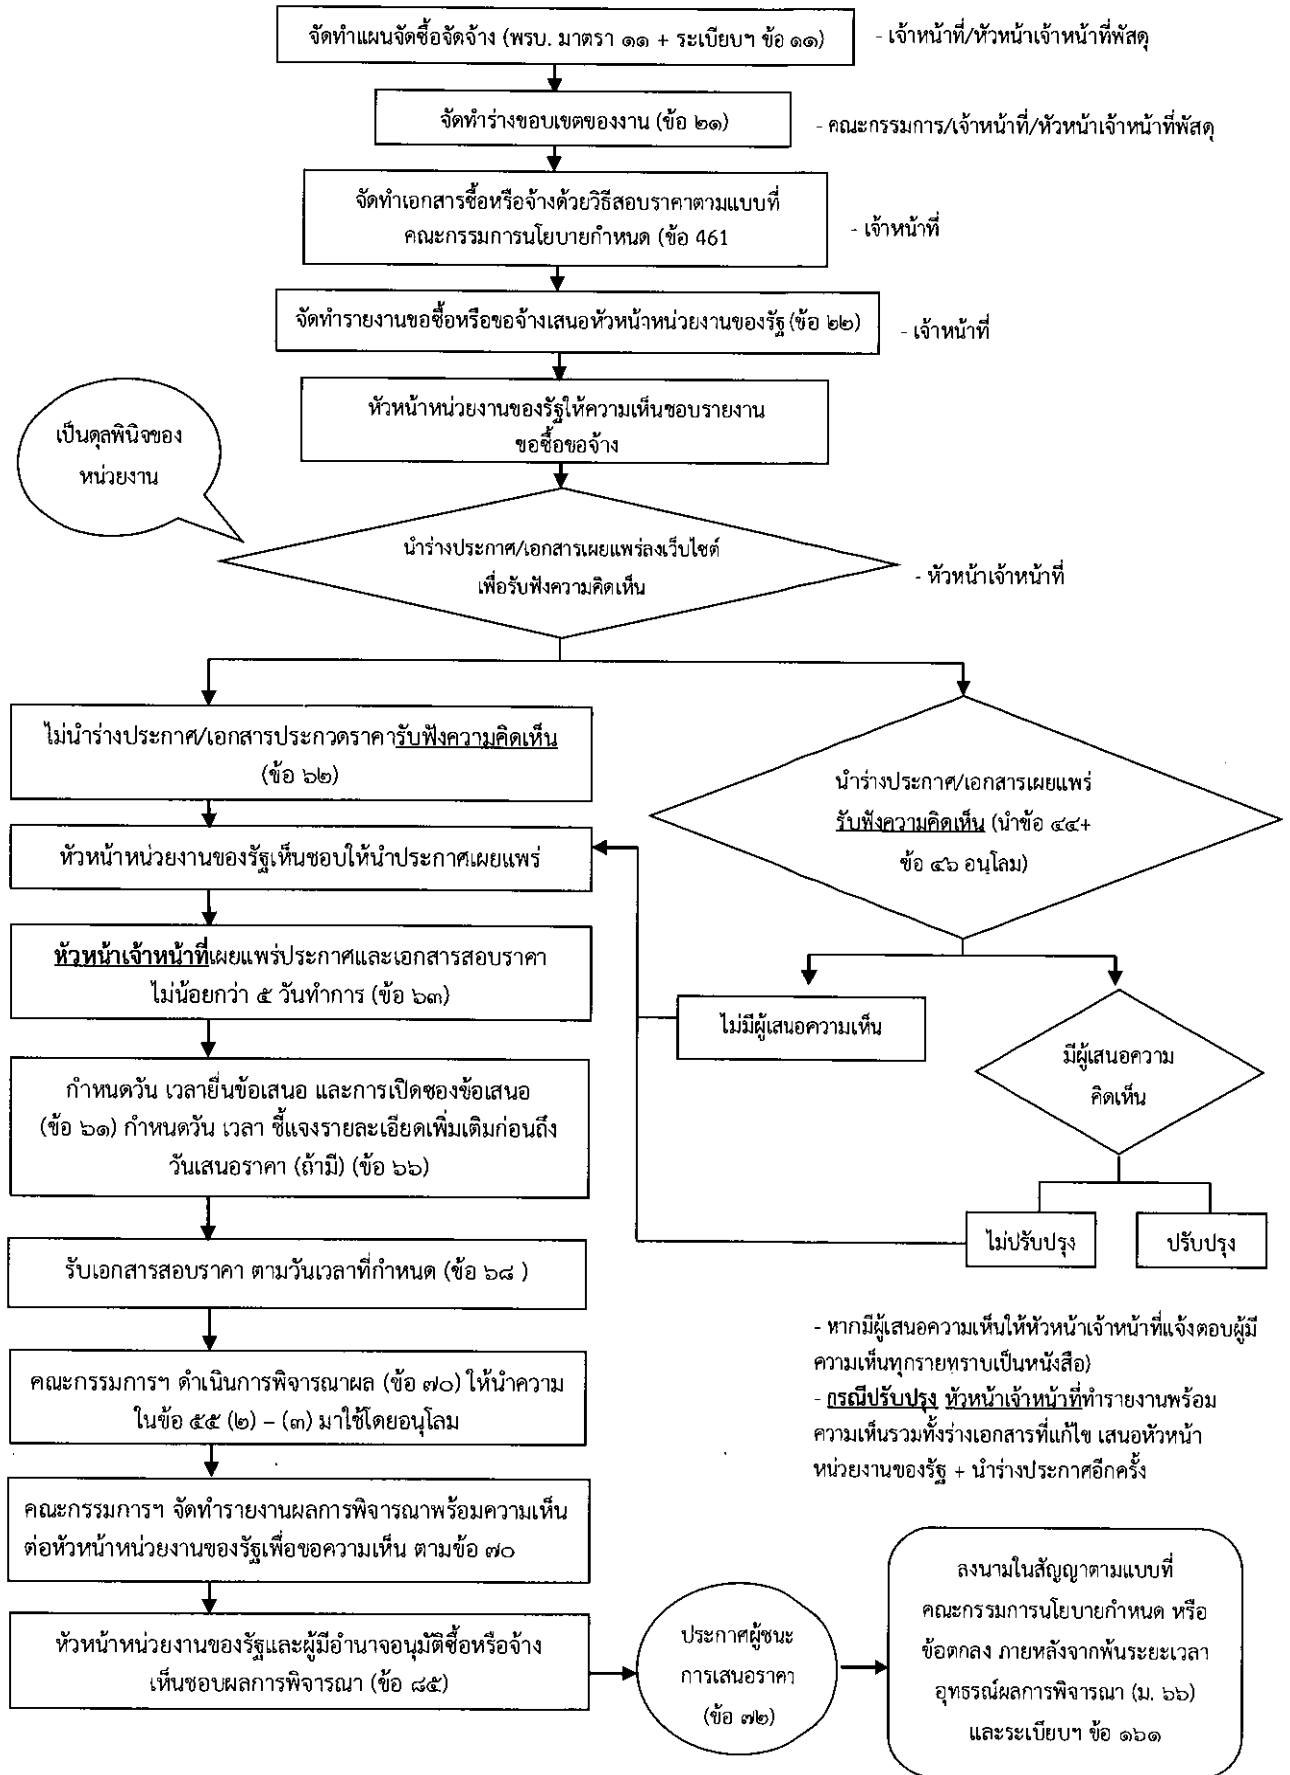 จัดทำแผนจัดซื้อจัดจ้าง (พรบ. มาตรา ๑๑ + ระเบียบฯ ข้อ ๑๑)
- เจ้าหน้าที่/หัวหน้าเจ้าหน้าที่พัสดุ
จัดทำร่างขอบเขตของงาน (ข้อ ๒๑)
- คณะกรรมการ/เจ้าหน้าที่/หัวหน้าเจ้าหน้าที่พัสดุ
จัดทำเอกสารซื้อหรือจ้างด้วยวิธีสอบราคาตามแบบที่
คณะกรรมการนโยบายกำหนด (ข้อ 461
- เจ้าหน้าที่
จัดทำรายงานขอซื้อหรือขอจ้างเสนอหัวหน้าหน่วยงานของรัฐ (ข้อ ๒๒)
- เจ้าหน้าที่
หัวหน้าหน่วยงานของรัฐให้ความเห็นชอบรายงาน
ขอซื้อขอจ้าง
เป็นดุลพินิจของ
หน่วยงาน
นำร่างประกาศ/เอกสารเผยแพร่ลงเว็บไซต์
เพื่อรับฟังความคิดเห็น
- หัวหน้าเจ้าหน้าที่
ไม่นำร่างประกาศ/เอกสารประกวดราคารับฟังความคิดเห็น
(ข้อ ๖๒)
หัวหน้าหน่วยงานของรัฐเห็นชอบให้นำประกาศเผยแพร่
หัวหน้าเจ้าหน้าที่เผยแพร่ประกาศและเอกสารสอบราคา
ไม่น้อยกว่า ๕ วันทำการ (ข้อ ๖๓)
กำหนดวัน เวลายื่นข้อเสนอ และการเปิดซองข้อเสนอ
(ข้อ ๖๑) กำหนดวัน เวลา ชี้แจงรายละเอียดเพิ่มเติมก่อนถึง
วันเสนอราคา (ถ้ามี) (ข้อ ๖๖)
รับเอกสารสอบราคา ตามวันเวลาที่กำหนด (ข้อ ๖๘ )
คณะกรรมการฯ ดำเนินการพิจารณาผล (ข้อ ๗๐) ให้นำความ
ในข้อ ๕๕ (๒) – (๓) มาใช้โดยอนุโลม
คณะกรรมการฯ จัดทำรายงานผลการพิจารณาพร้อมความเห็น
ต่อหัวหน้าหน่วยงานของรัฐเพื่อขอความเห็น ตามข้อ ๗๐
หัวหน้าหน่วยงานของรัฐและผู้มีอำนาจอนุมัติซื้อหรือจ้าง
เห็นชอบผลการพิจารณา (ข้อ ๘๕)
นำร่างประกาศ/เอกสารเผยแพร่
รับฟังความคิดเห็น (นำข้อ ๔๕+
ข้อ ๔๖ อนุโลม)
ไม่มีผู้เสนอความเห็น
มีผู้เสนอความ
คิดเห็น
ไม่ปรับปรุง
ปรับปรุง
- หากมีผู้เสนอความเห็นให้หัวหน้าเจ้าหน้าที่แจ้งตอบผู้มี
ความเห็นทุกรายทราบเป็นหนังสือ)
- กรณีปรับปรุง หัวหน้าเจ้าหน้าที่ทำรายงานพร้อม
ความเห็นรวมทั้งร่างเอกสารที่แก้ไข เสนอหัวหน้า
หน่วยงานของรัฐ + นำร่างประกาศอีกครั้ง
ประกาศผู้ชนะ
การเสนอราคา
(ข้อ ๗๒)
ลงนามในสัญญาตามแบบที่
คณะกรรมการนโยบายกำหนด หรือ
ข้อตกลง ภายหลังจากพ้นระยะเวลา
อุทธรณ์ผลการพิจารณา (ม. ๖๖)
และระเบียบฯ ข้อ ๑๖๑